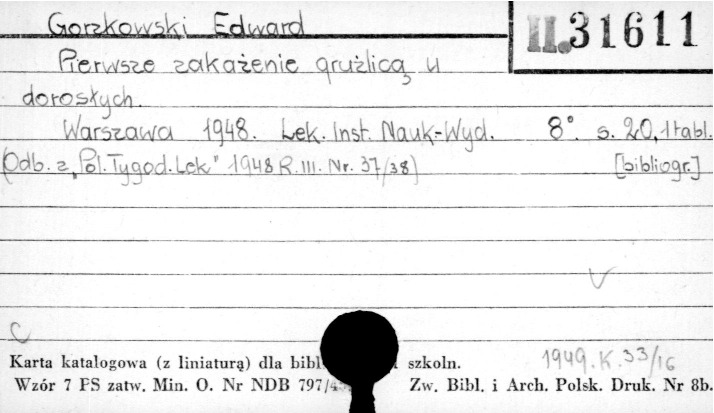 Gorzkowski Edward
II.31611
Pierwsze zakażenie gruźlicą u
dorosłych.
Warszawa 1948. Lek. Inst. Nauk.-Wyd. 8°. s. 20, 1 tabl.
(Odb. z „Pol. Tygod. Lek" 1948 R. III. Nr. 37/38) [bibliogr.]
Karta katalogowa (z liniaturą) dla szkoln.
1949.K.33/16
Wzór 7 PS zatw. Min. O. Nr NDB 797/ Zw. Bibl. i Arch. Polsk. Druk. Nr 8b.